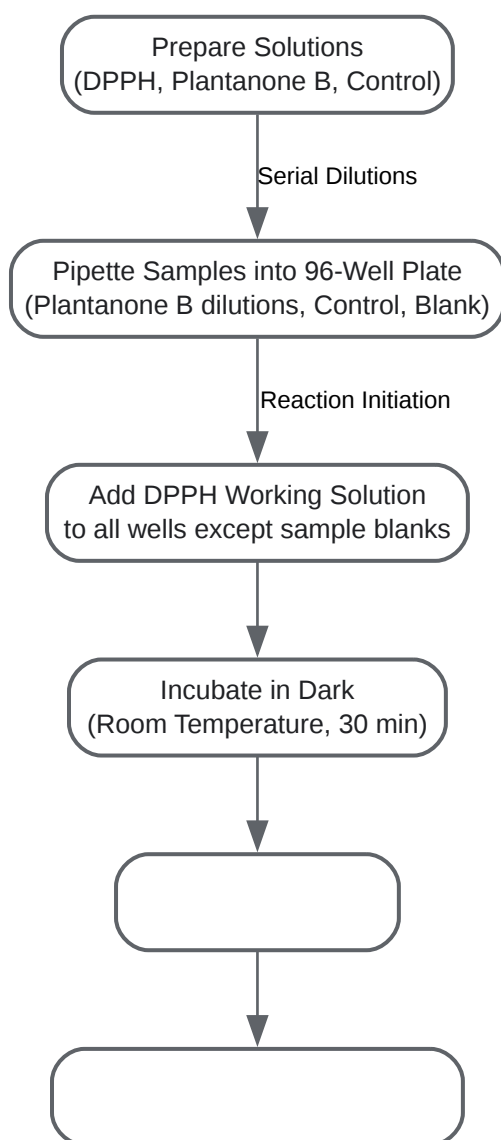 Prepare Solutions
(DPPH, Plantanone B, Control)
Serial Dilutions
Pipette Samples into 96-Well Plate
(Plantanone B dilutions, Control, Blank)
Reaction Initiation
Add DPPH Working Solution
to all wells except sample blanks
Incubate in Dark
(Room Temperature, 30 min)